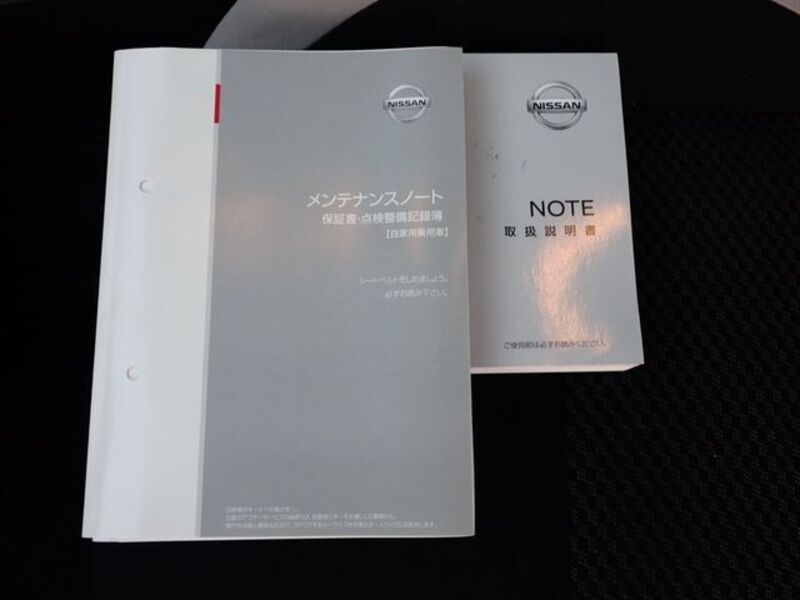 NISSAN
メンテナンスノート
保証書・点検整備記録簿
【自家用乗用車】
シートベルトをしめましょう。
必ずお読み下さい。
NISSAN
NOTE
取扱説明書
ご使用前は必ずお読みください。